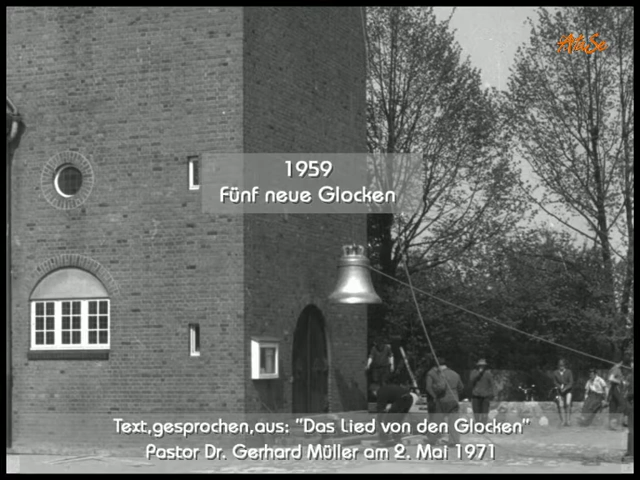 1959
Fünf neue Glocken
Text,gesprochen,aus: "Das Lied von den Glocken"
Pastor Dr. Gerhard Müller am 2. Mai 1971